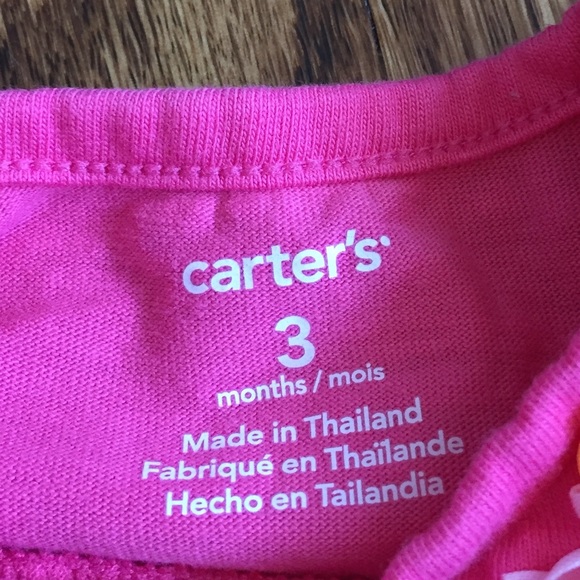 carter's
3
months / mois
Made in Thailand
Fabriqué en Thaïlande
Hecho en Tailandia